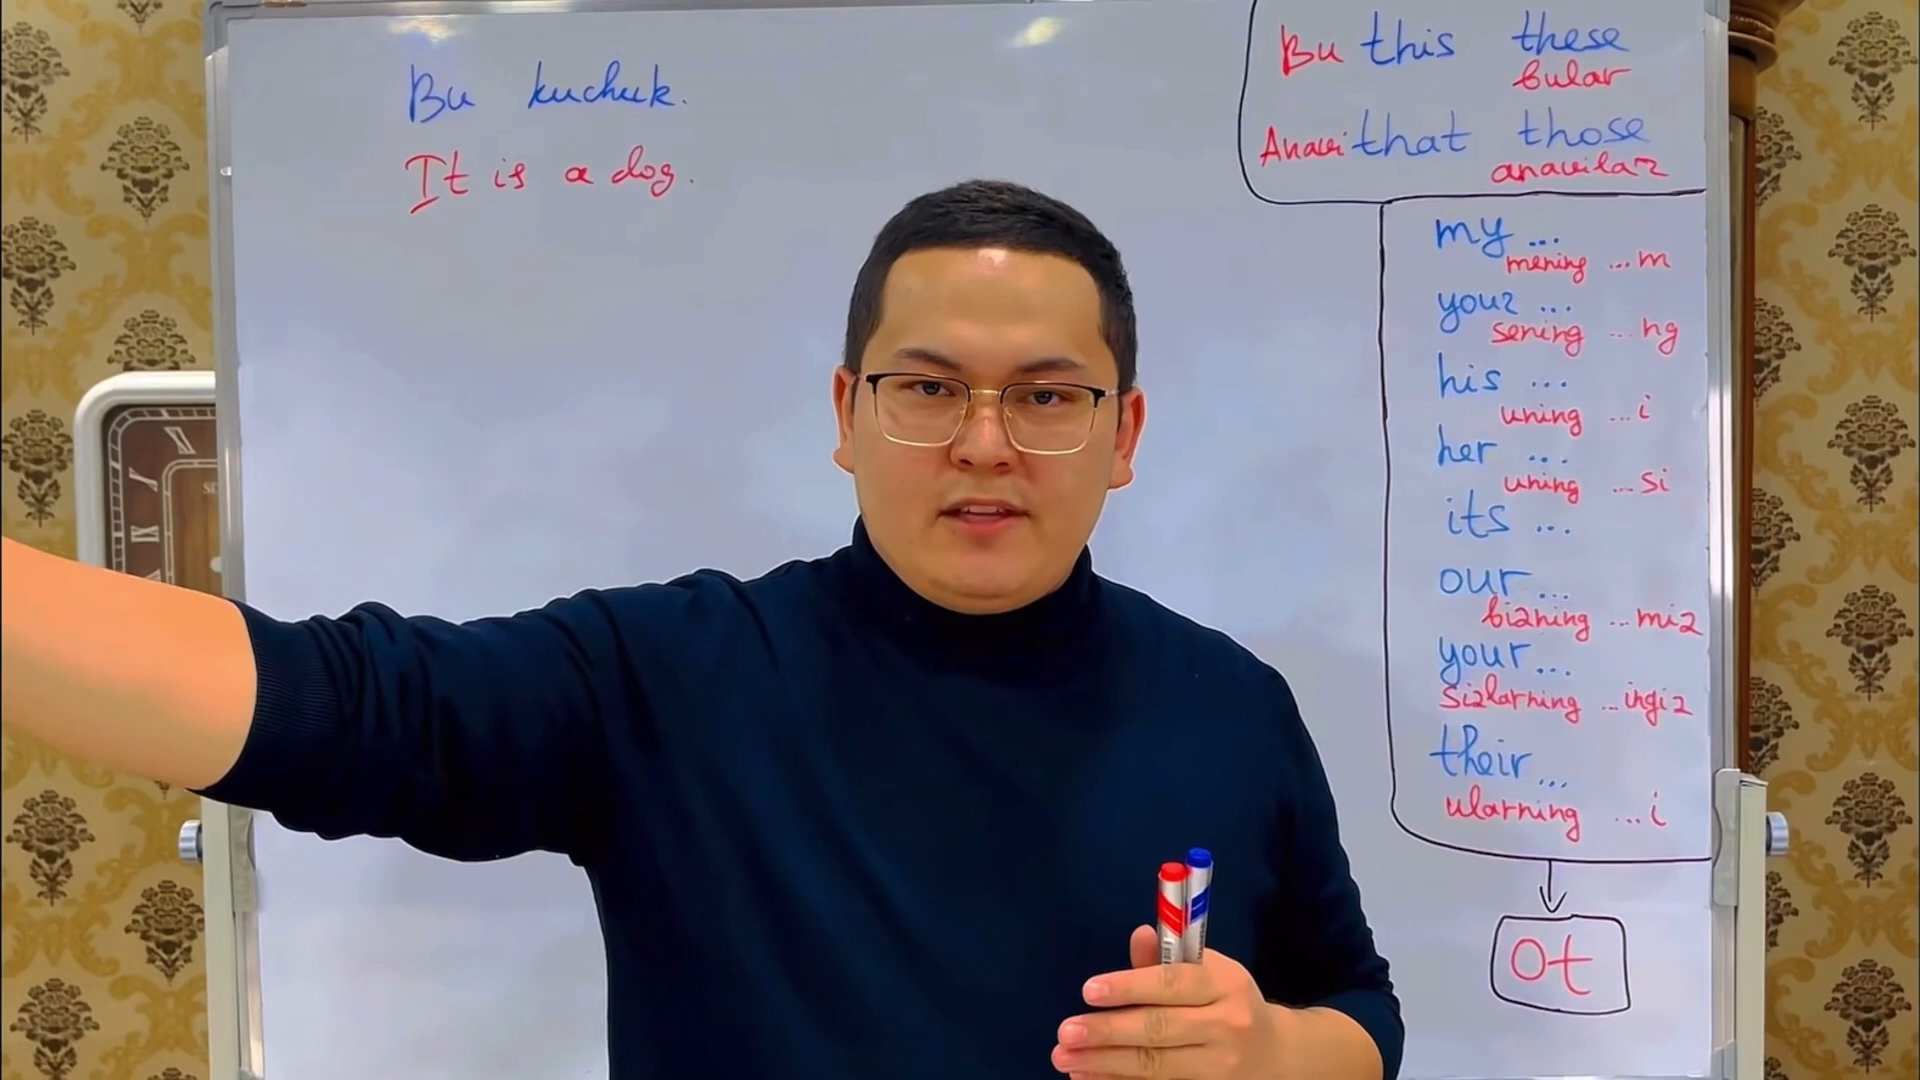 Bu kuchuk.
It is a dog.
Bu this these
bular
Anavi that those
anavilar
my ...
mening ...m
your ...
sening ...ng
his ...
uning ...i
her ...
uning ...si
its ...
our ...
bizning ...miz
your ...
sizlarning ...ingiz
their ...
ularning ...i
Ot